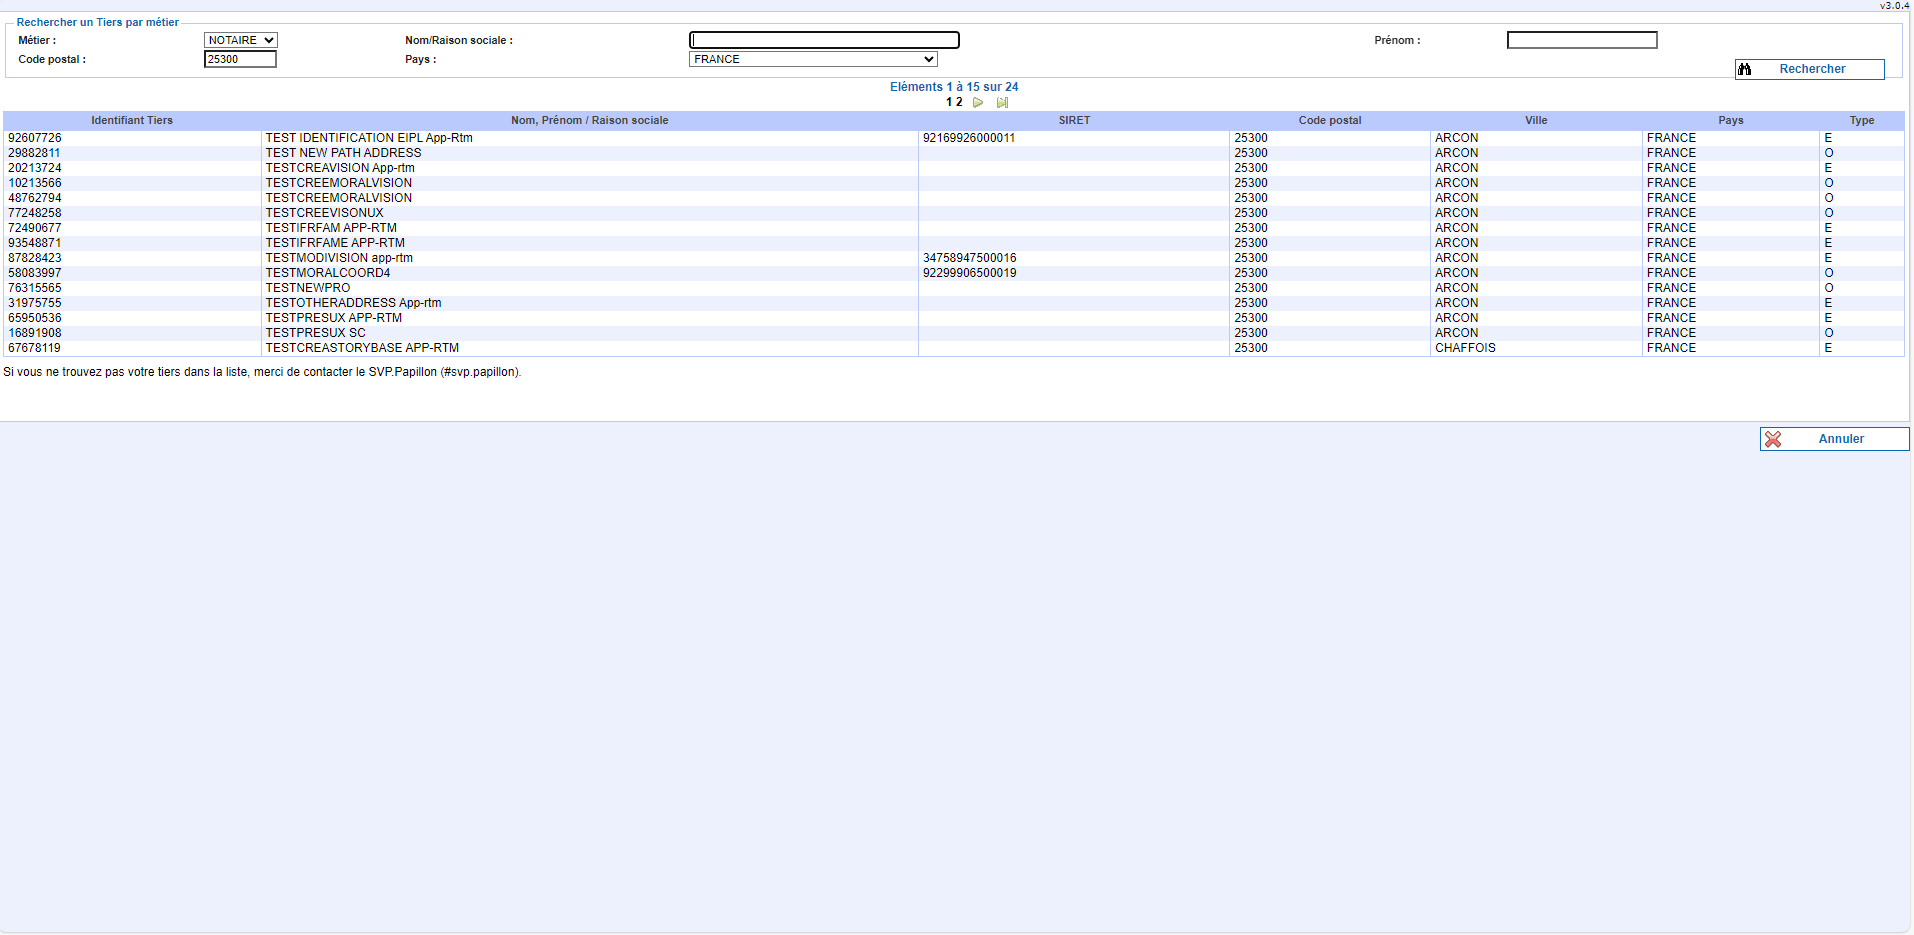 v3.0.4
Rechercher un Tiers par métier
Métier : NOTAIRE Nom/Raison sociale : Prénom :
Code postal : 25300 Pays : FRANCE
Rechercher
Eléments 1 à 15 sur 24
1 2
Identifiant Tiers Nom, Prénom / Raison sociale SIRET Code postal Ville Pays Type
92607726 TEST IDENTIFICATION EIPL App-Rtm 92169926000011 25300 ARCON FRANCE E
29882811 TEST NEW PATH ADDRESS 25300 ARCON FRANCE O
20213724 TESTCREAVISION App-rtm 25300 ARCON FRANCE E
10213566 TESTCREEMORALVISION 25300 ARCON FRANCE O
48762794 TESTCREEMORALVISION 25300 ARCON FRANCE O
77248258 TESTCREEVISONUX 25300 ARCON FRANCE O
72490677 TESTIFRFAM APP-RTM 25300 ARCON FRANCE E
93548871 TESTIFRFAME APP-RTM 25300 ARCON FRANCE E
87828423 TESTMODIVISION app-rtm 34758947500016 25300 ARCON FRANCE E
58083997 TESTMORALCOORD4 92299906500019 25300 ARCON FRANCE O
76315565 TESTNEWPRO 25300 ARCON FRANCE O
31975755 TESTOTHERADDRESS App-rtm 25300 ARCON FRANCE E
65950536 TESTPRESUX APP-RTM 25300 ARCON FRANCE E
16891908 TESTPRESUX SC 25300 ARCON FRANCE O
67678119 TESTCREASTORYBASE APP-RTM 25300 CHAFFOIS FRANCE E
Si vous ne trouvez pas votre tiers dans la liste, merci de contacter le SVP.Papillon (#svp.papillon).
Annuler